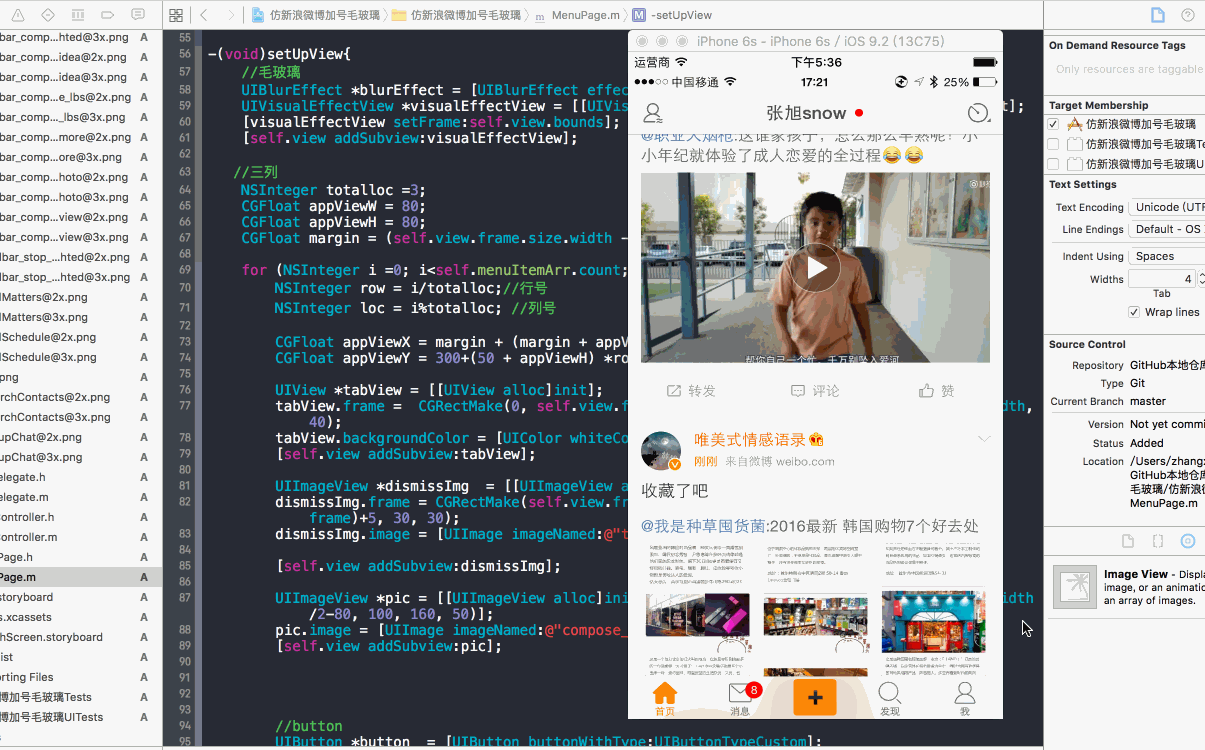 仿新浪微博加号毛玻璃
仿新浪微博加号毛玻璃
m MenuPage.m
M -setUpView
bar_comp...hted@3x.png A
bar_comp...idea@2x.png A
bar_comp...idea@3x.png A
bar_comp...e_lbs@2x.png A
bar_comp..._lbs@3x.png A
bar_comp...more@2x.png A
bar_comp...ore@3x.png A
bar_comp...hoto@2x.png A
bar_comp...hoto@3x.png A
bar_comp...view@2x.png A
bar_comp...view@3x.png A
bar_stop_...hted@2x.png A
bar_stop_...hted@3x.png A
lMatters@2x.png A
lMatters@3x.png A
lSchedule@2x.png A
lSchedule@3x.png A
png A
rchContacts@2x.png A
rchContacts@3x.png A
upChat@2x.png A
upChat@3x.png A
elegate.h A
elegate.m A
Controller.h A
Controller.m A
Page.h A
Page.m A
storyboard A
s.xcassets A
hScreen.storyboard A
ist A
rting Files A
博加号毛玻璃Tests A
博加号毛玻璃UITests A
55
56 -(void)setUpView{
57 //毛玻璃
58 UIBlurEffect *blurEffect = [UIBlurEffect effec
59 UIVisualEffectView *visualEffectView = [[UIVis t];
60 [visualEffectView setFrame:self.view.bounds];
61 [self.view addSubview:visualEffectView];
62
63 //三列
64 NSInteger totalloc =3;
65 CGFloat appViewW = 80;
66 CGFloat appViewH = 80;
67 CGFloat margin = (self.view.frame.size.width -
68
69 for (NSInteger i =0; i<self.menuItemArr.count;
70 NSInteger row = i/totalloc;//行号
71 NSInteger loc = i%totalloc; //列号
72
73 CGFloat appViewX = margin + (margin + appV
74 CGFloat appViewY = 300+(50 + appViewH) *ro
75
76 UIView *tabView = [[UIView alloc]init];
77 tabView.frame = CGRectMake(0, self.view.f dth,
40);
78 tabView.backgroundColor = [UIColor whiteCo
79 [self.view addSubview:tabView];
80
81 UIImageView *dismissImg = [[UIImageView a
82 dismissImg.frame = CGRectMake(self.view.fr
frame)+5, 30, 30);
83 dismissImg.image = [UIImage imageNamed:@"t
84
85 [self.view addSubview:dismissImg];
86
87 UIImageView *pic = [[UIImageView alloc]ini width
/2-80, 100, 160, 50)];
88 pic.image = [UIImage imageNamed:@"compose_
89 [self.view addSubview:pic];
90
91
92
93
94 //button
95 UIButton *button = [UIButton buttonWithType:UIButtonTypeCustom];
iPhone 6s - iPhone 6s / iOS 9.2 (13C75)
运营商 下午5:36
中国移通 17:21 25%
张旭snow
@职业大烟枪:这谁家孩子，怎么那么早熟呢！小
小年纪就体验了成人恋爱的全过程😂😂
帮你自己一个忙，千万别坠入爱河
转发 评论 赞
唯美式情感语录
刚刚 来自微博 weibo.com
收藏了吧
@我是种草囤货菌:2016最新 韩国购物7个好去处
8
首页 消息 + 发现 我
On Demand Resource Tags
Only resources are taggable
Target Membership
仿新浪微博加号毛玻璃
仿新浪微博加号毛玻璃Te
仿新浪微博加号毛玻璃U
Text Settings
Text Encoding Unicode (UTF
Line Endings Default - OS
Indent Using Spaces
Widths 4
Tab
Wrap lines
Source Control
Repository GitHub本地仓库
Type Git
Current Branch master
Version Not yet commi
Status Added
Location /Users/zhangx
GitHub本地仓库
毛玻璃/仿新浪
MenuPage.m
Image View - Displa
image, or an animatio
an array of images.